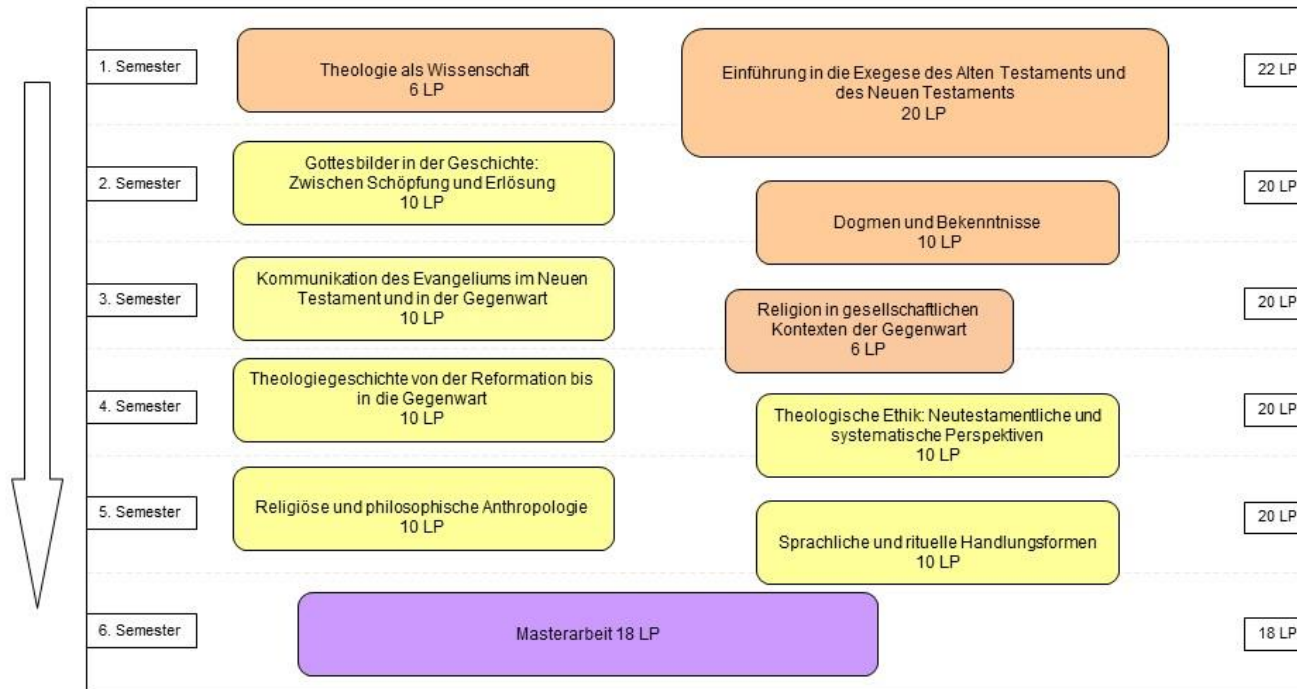 1. Semester
Theologie als Wissenschaft
6 LP
Einführung in die Exegese des Alten Testaments und
des Neuen Testaments
20 LP
22 LP
2. Semester
Gottesbilder in der Geschichte:
Zwischen Schöpfung und Erlösung
10 LP
Dogmen und Bekenntnisse
10 LP
20 LP
3. Semester
Kommunikation des Evangeliums im Neuen
Testament und in der Gegenwart
10 LP
Religion in gesellschaftlichen
Kontexten der Gegenwart
6 LP
20 LP
4. Semester
Theologiegeschichte von der Reformation bis
in die Gegenwart
10 LP
Theologische Ethik: Neutestamentliche und
systematische Perspektiven
10 LP
20 LP
5. Semester
Religiöse und philosophische Anthropologie
10 LP
Sprachliche und rituelle Handlungsformen
10 LP
20 LP
6. Semester
Masterarbeit 18 LP
18 LP